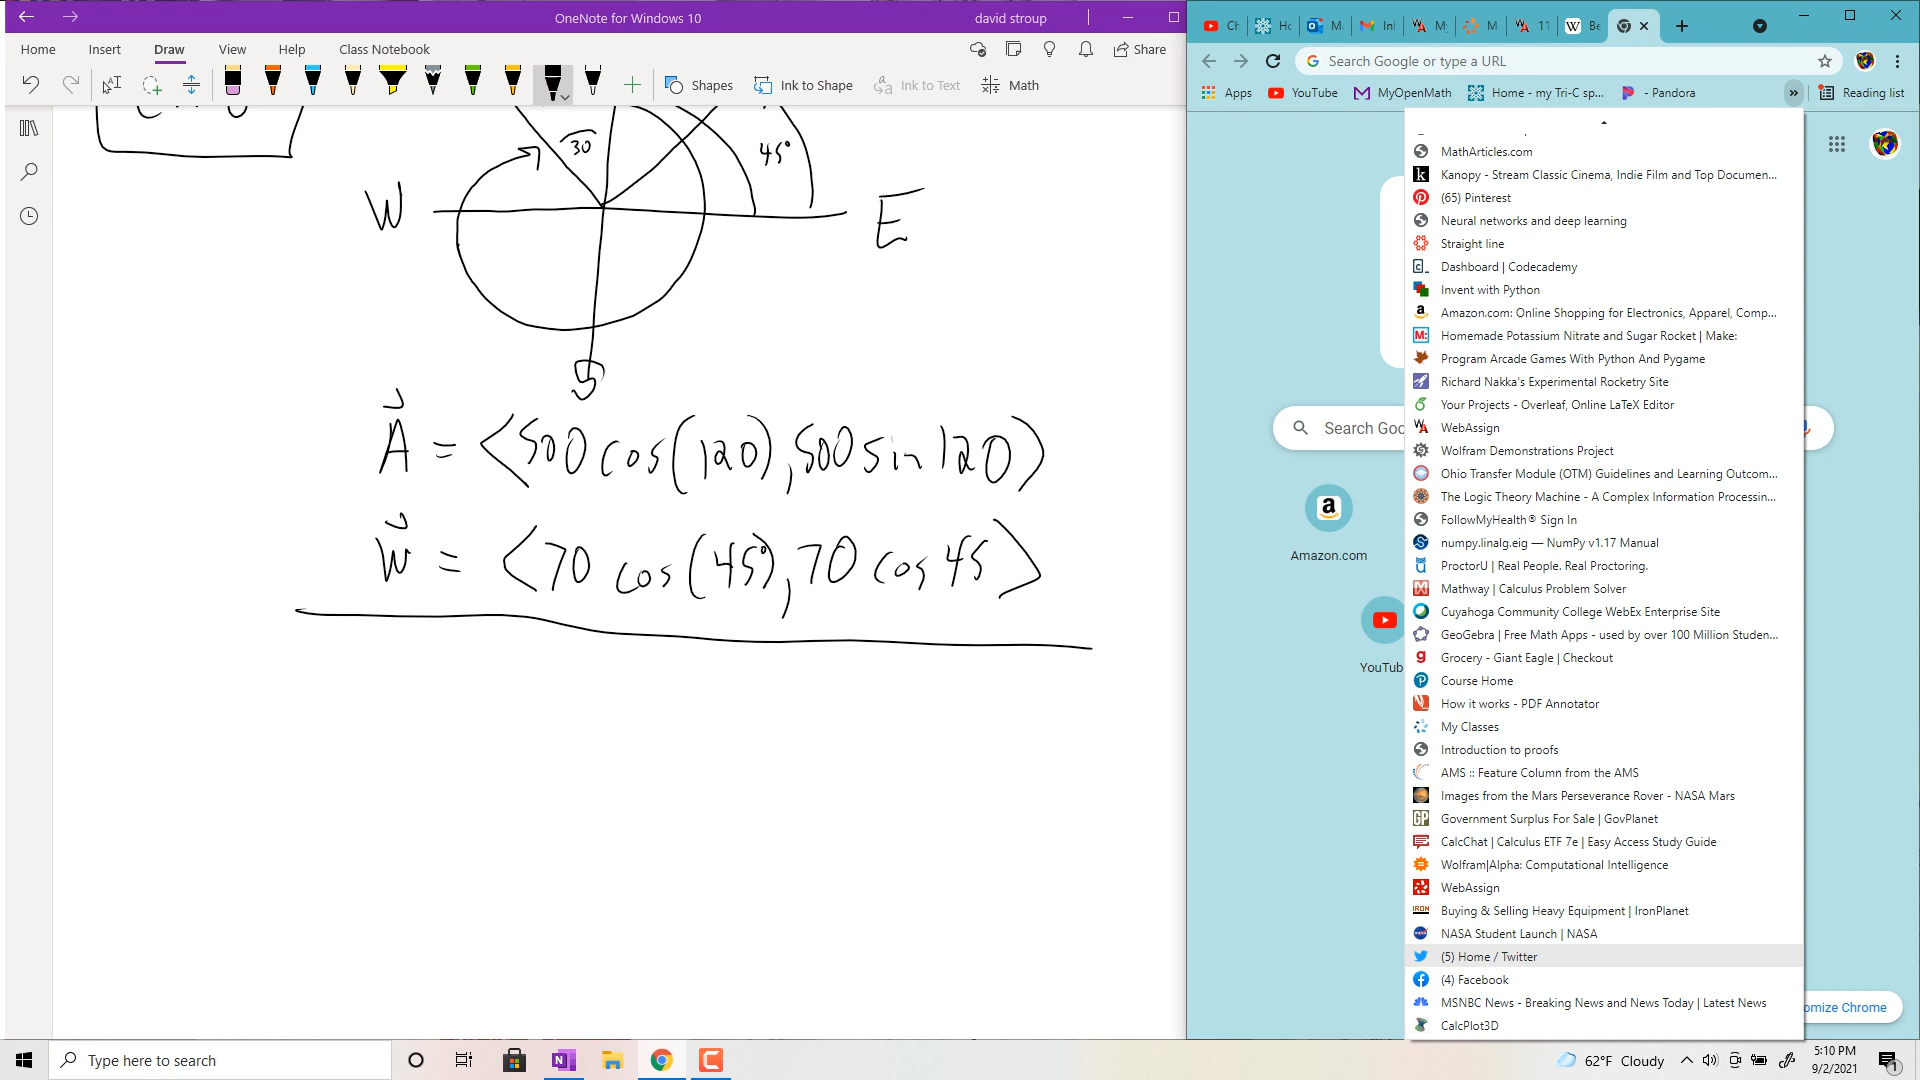 OneNote for Windows 10
david stroup
Home Insert Draw View Help Class Notebook
Share
Shapes Ink to Shape Ink to Text Math
30
45°
W
E
S
A = <500 cos(120), 500 sin 120>
W = <70 cos(45°), 70 cos 45>
Search Google or type a URL
Apps YouTube MyOpenMath Home - my Tri-C sp... - Pandora » Reading list
MathArticles.com
Kanopy - Stream Classic Cinema, Indie Film and Top Documen...
(65) Pinterest
Neural networks and deep learning
Straight line
Dashboard | Codecademy
Invent with Python
Amazon.com: Online Shopping for Electronics, Apparel, Comp...
Homemade Potassium Nitrate and Sugar Rocket | Make:
Program Arcade Games With Python And Pygame
Richard Nakka's Experimental Rocketry Site
Your Projects - Overleaf, Online LaTeX Editor
WebAssign
Wolfram Demonstrations Project
Ohio Transfer Module (OTM) Guidelines and Learning Outcom...
The Logic Theory Machine - A Complex Information Processin...
FollowMyHealth® Sign In
numpy.linalg.eig — NumPy v1.17 Manual
ProctorU | Real People. Real Proctoring.
Mathway | Calculus Problem Solver
Cuyahoga Community College WebEx Enterprise Site
GeoGebra | Free Math Apps - used by over 100 Million Studen...
Grocery - Giant Eagle | Checkout
Course Home
How it works - PDF Annotator
My Classes
Introduction to proofs
AMS :: Feature Column from the AMS
Images from the Mars Perseverance Rover - NASA Mars
Government Surplus For Sale | GovPlanet
CalcChat | Calculus ETF 7e | Easy Access Study Guide
Wolfram|Alpha: Computational Intelligence
WebAssign
Buying & Selling Heavy Equipment | IronPlanet
NASA Student Launch | NASA
(5) Home / Twitter
(4) Facebook
MSNBC News - Breaking News and News Today | Latest News
CalcPlot3D
Search Goo
Amazon.com
YouTub
omize Chrome
Type here to search
62°F Cloudy
5:10 PM
9/2/2021